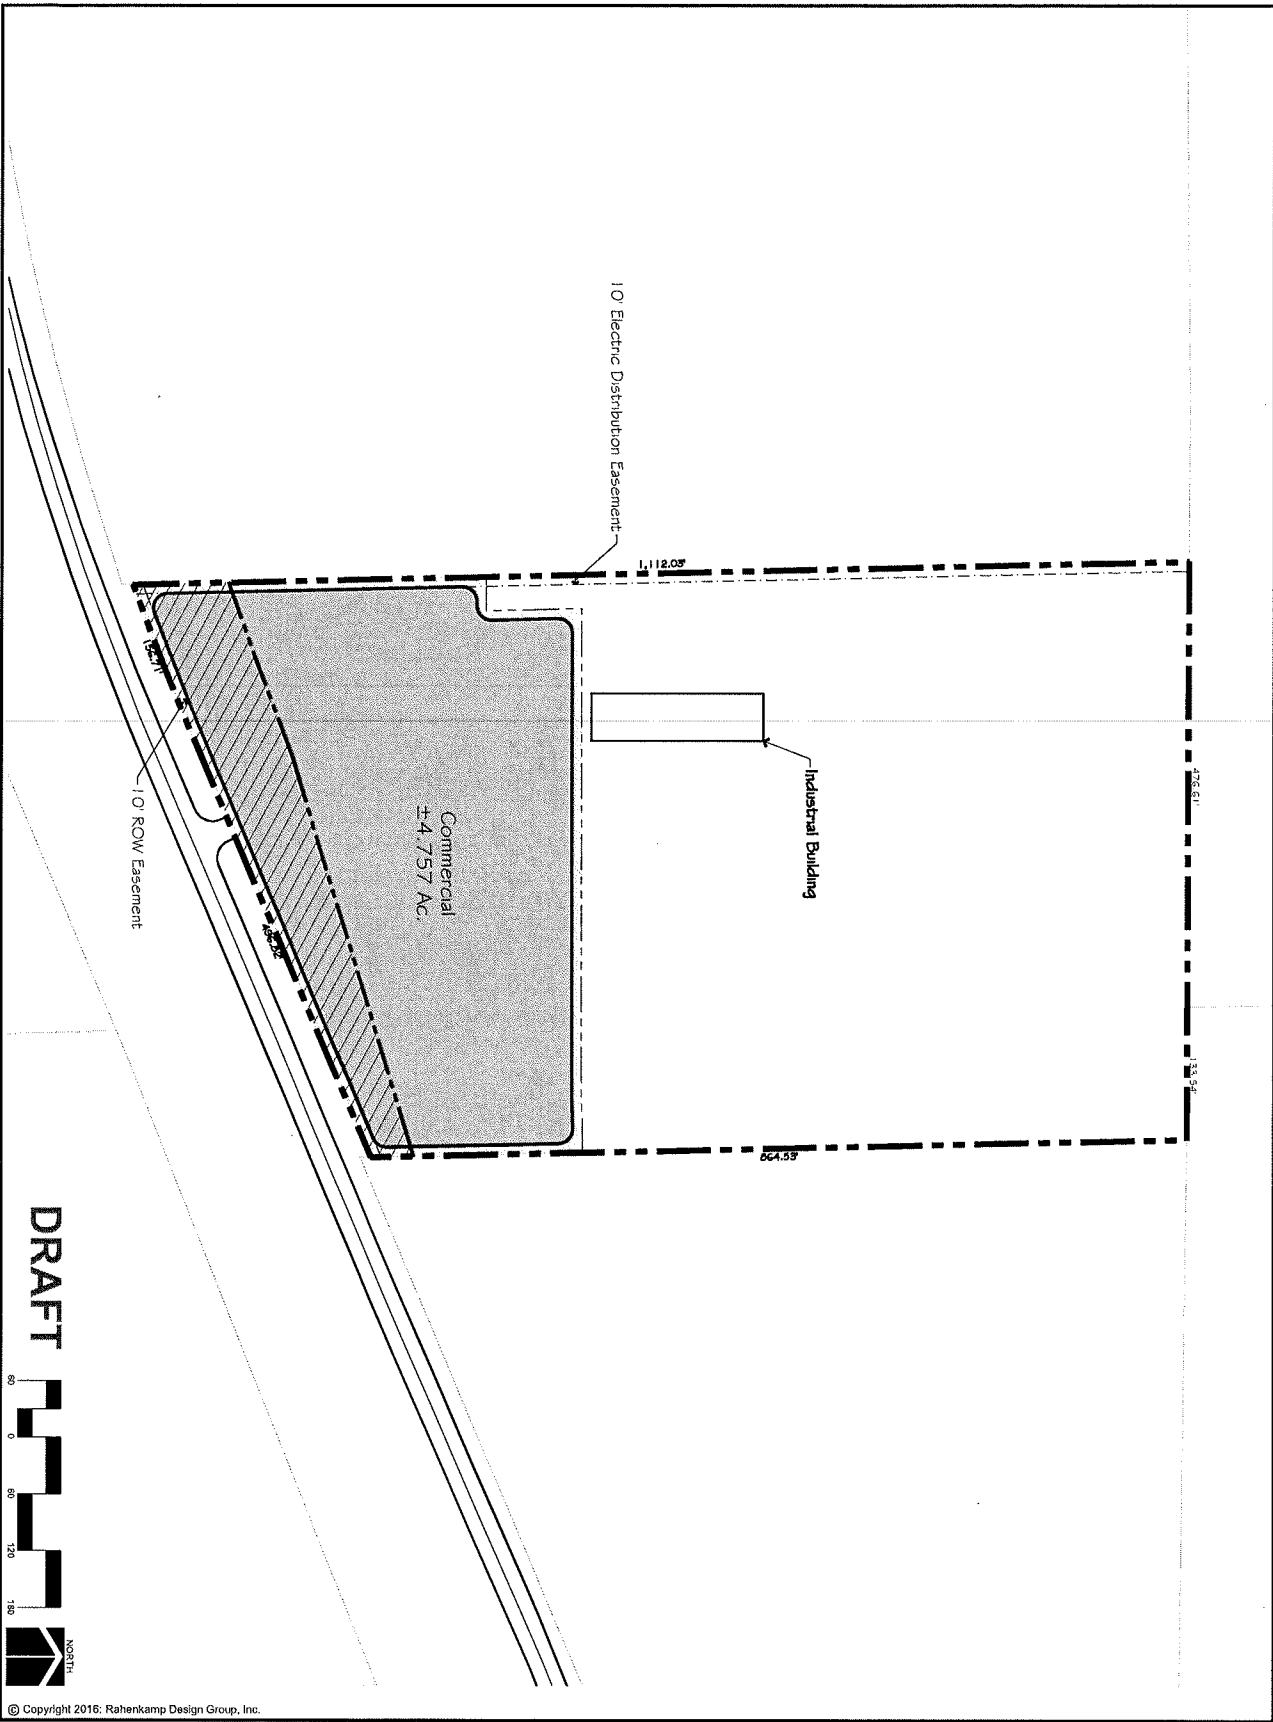 476.61'
133.54'
1,112.03'
864.53'
10' Electric Distribution Easement
Industrial Building
Commercial
±4.757 Ac.
10' ROW Easement
DRAFT
60 0 60 120 180
NORTH
© Copyright 2016; Rahenkamp Design Group, Inc.